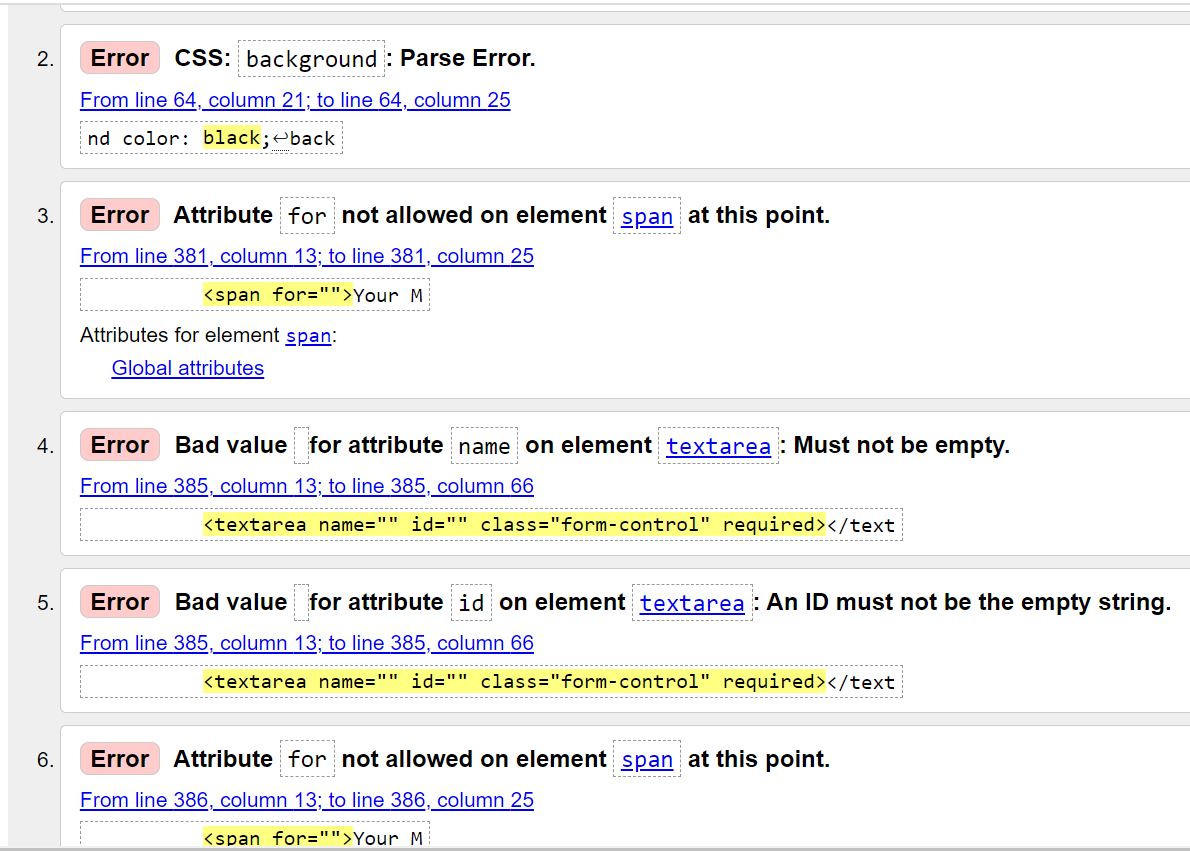 2. Error CSS: background: Parse Error.
From line 64, column 21; to line 64, column 25
nd color: black;↩back
3. Error Attribute for not allowed on element span at this point.
From line 381, column 13; to line 381, column 25
<span for="">Your M
Attributes for element span:
Global attributes
4. Error Bad value for attribute name on element textarea: Must not be empty.
From line 385, column 13; to line 385, column 66
<textarea name="" id="" class="form-control" required></text
5. Error Bad value for attribute id on element textarea: An ID must not be the empty string.
From line 385, column 13; to line 385, column 66
<textarea name="" id="" class="form-control" required></text
6. Error Attribute for not allowed on element span at this point.
From line 386, column 13; to line 386, column 25
<span for="">Your M